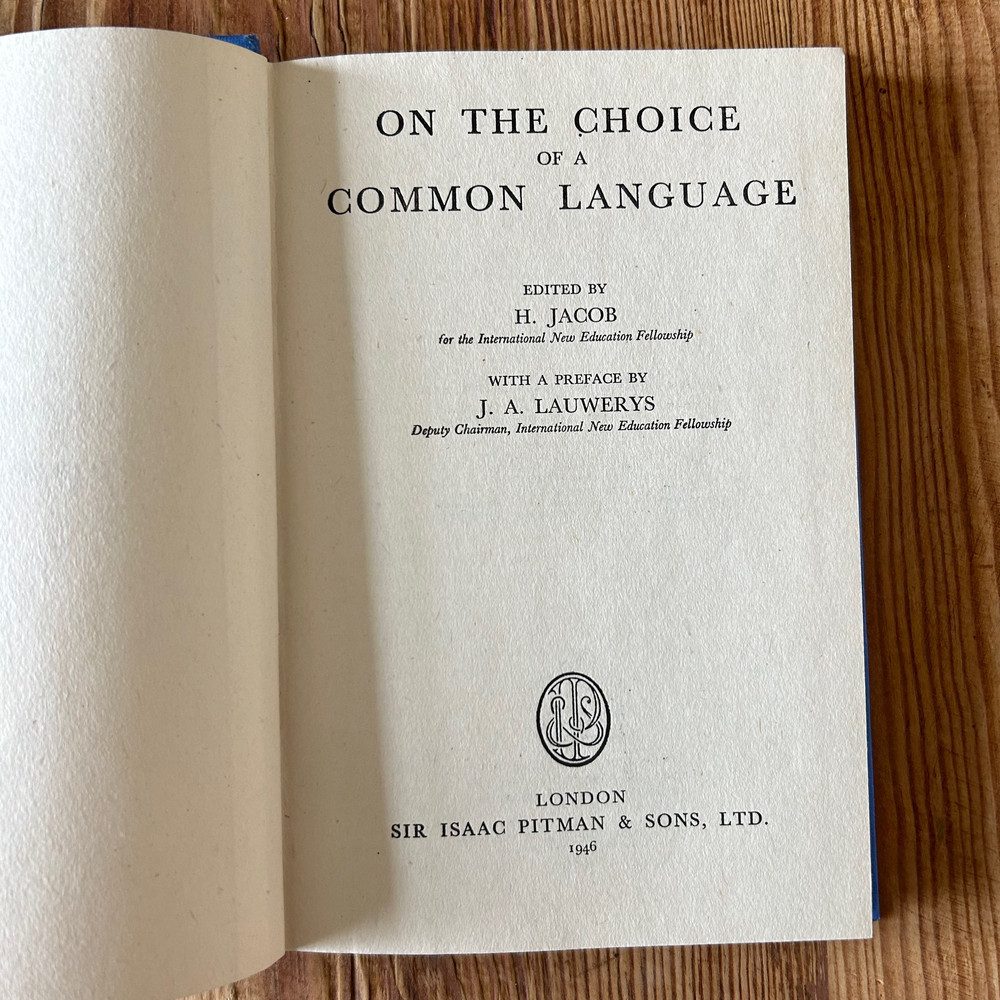 ON THE CHOICE
OF A
COMMON LANGUAGE
EDITED BY
H. JACOB
for the International New Education Fellowship
WITH A PREFACE BY
J. A. LAUWERYS
Deputy Chairman, International New Education Fellowship
LONDON
SIR ISAAC PITMAN & SONS, LTD.
1946